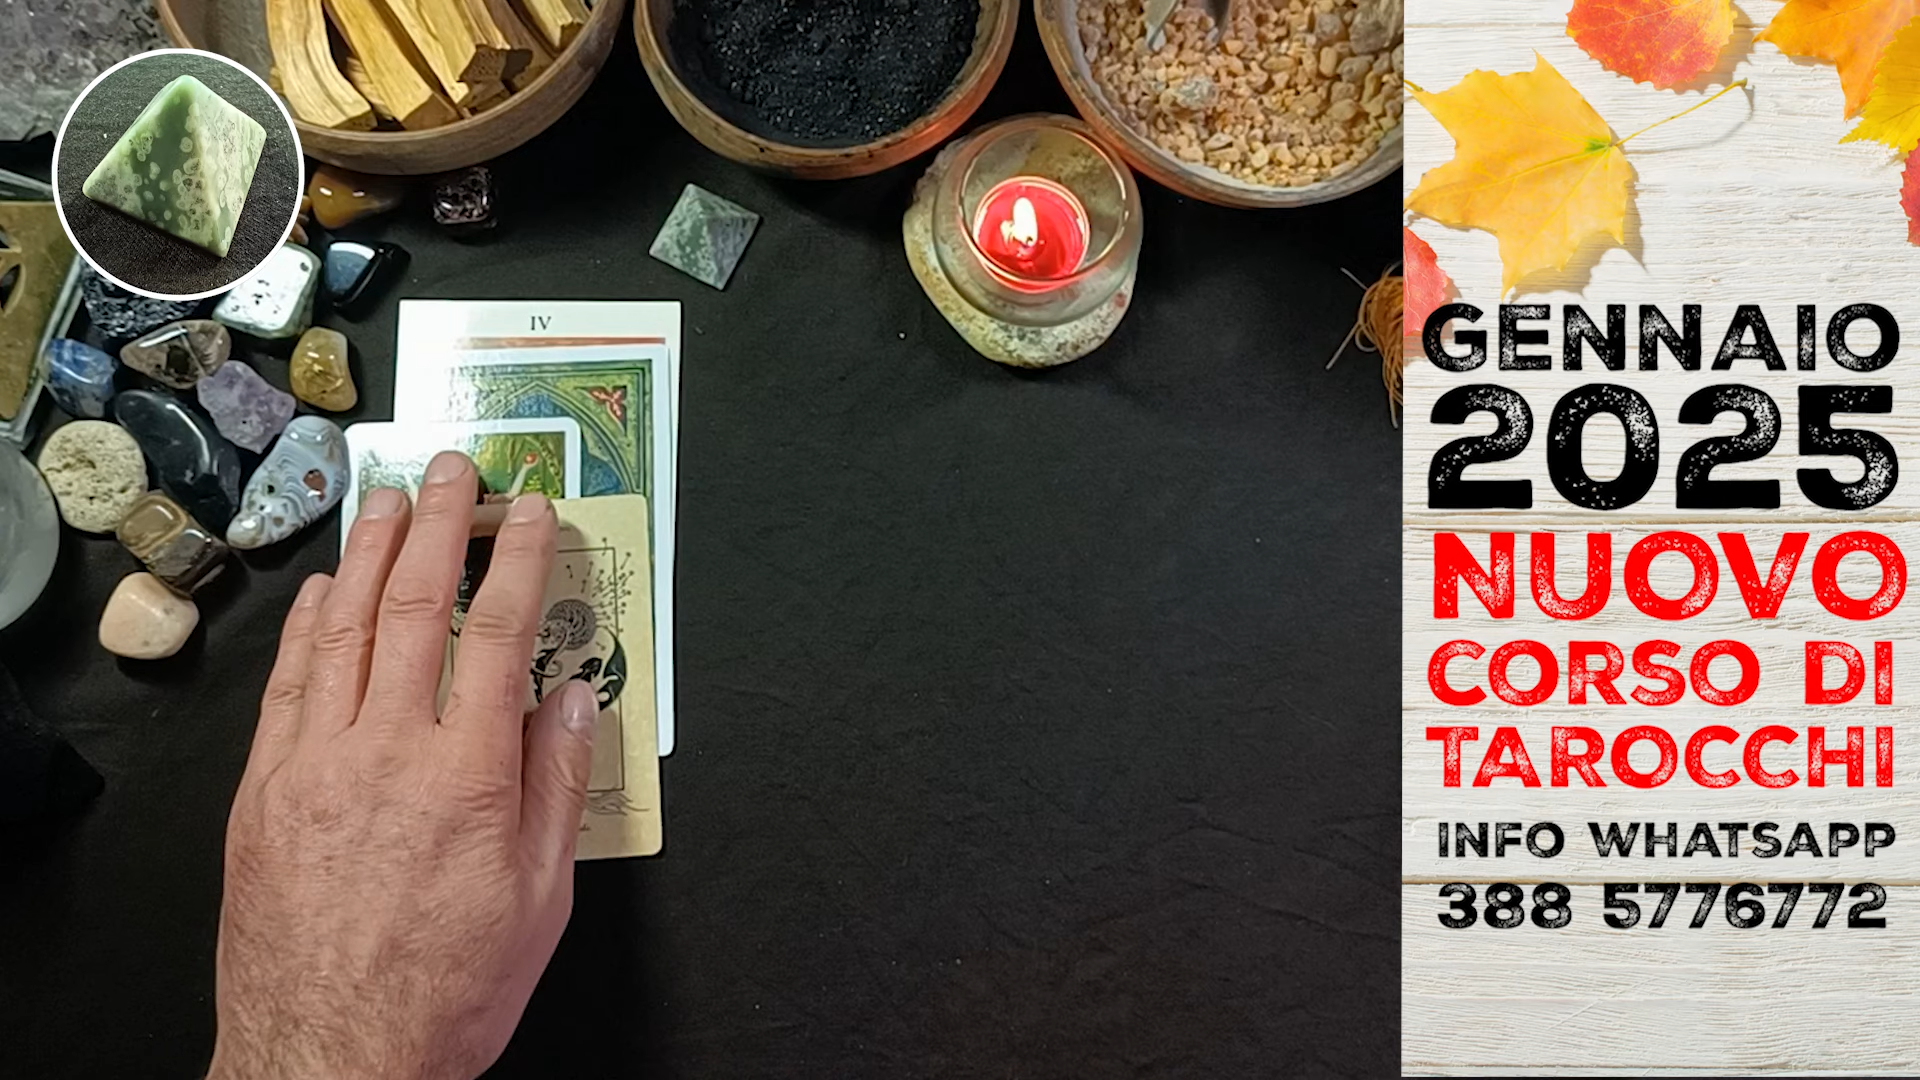 IV
GENNAIO
2025
NUOVO
CORSO DI
TAROCCHI
INFO WHATSAPP
388 5776772